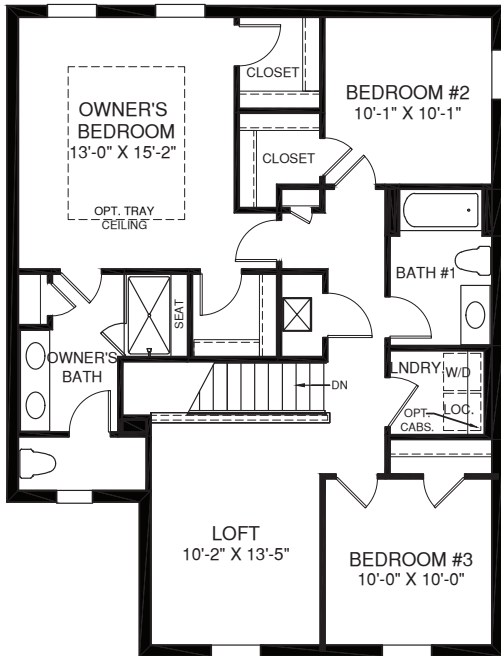 CLOSET
BEDROOM #2
10'-1" X 10'-1"
OWNER'S
BEDROOM
13'-0" X 15'-2"
CLOSET
OPT. TRAY
CEILING
BATH #1
SEAT
OWNER'S
BATH
LNDRY.
W/D
DN
LOC.
OPT.
CABS.
LOFT
10'-2" X 13'-5"
BEDROOM #3
10'-0" X 10'-0"